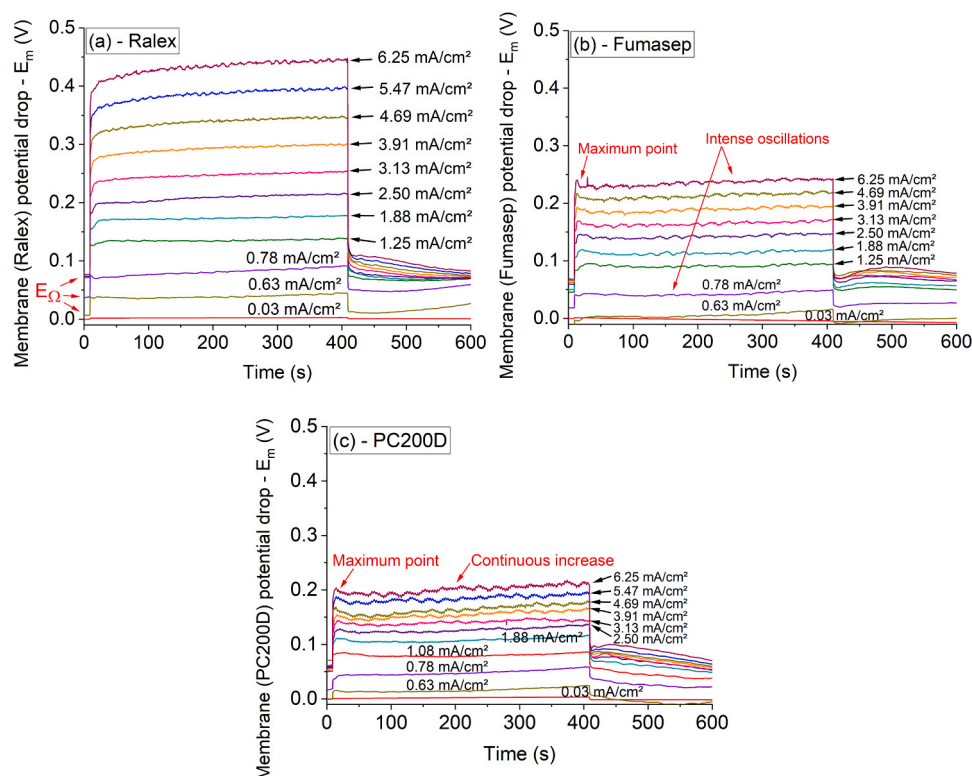 (a) - Ralex
Membrane (Ralex) potential drop - Eₘ (V)
0.5
0.4
0.3
0.2
0.1
0.0
E_Ω
6.25 mA/cm²
5.47 mA/cm²
4.69 mA/cm²
3.91 mA/cm²
3.13 mA/cm²
2.50 mA/cm²
1.88 mA/cm²
1.25 mA/cm²
0.78 mA/cm²
0.63 mA/cm²
0.03 mA/cm²
0 100 200 300 400 500 600
Time (s)
(b) - Fumasep
Membrane (Fumasep) potential drop - Eₘ (V)
0.5
0.4
0.3
0.2
0.1
0.0
Intense oscillations
Maximum point
6.25 mA/cm²
4.69 mA/cm²
3.91 mA/cm²
3.13 mA/cm²
2.50 mA/cm²
1.88 mA/cm²
1.25 mA/cm²
0.78 mA/cm²
0.63 mA/cm²
0.03 mA/cm²
0 100 200 300 400 500 600
Time (s)
(c) - PC200D
Membrane (PC200D) potential drop - Eₘ (V)
0.5
0.4
0.3
0.2
0.1
0.0
Maximum point
Continuous increase
6.25 mA/cm²
5.47 mA/cm²
4.69 mA/cm²
3.91 mA/cm²
3.13 mA/cm²
2.50 mA/cm²
1.88 mA/cm²
1.08 mA/cm²
0.78 mA/cm²
0.63 mA/cm²
0.03 mA/cm²
0 100 200 300 400 500 600
Time (s)